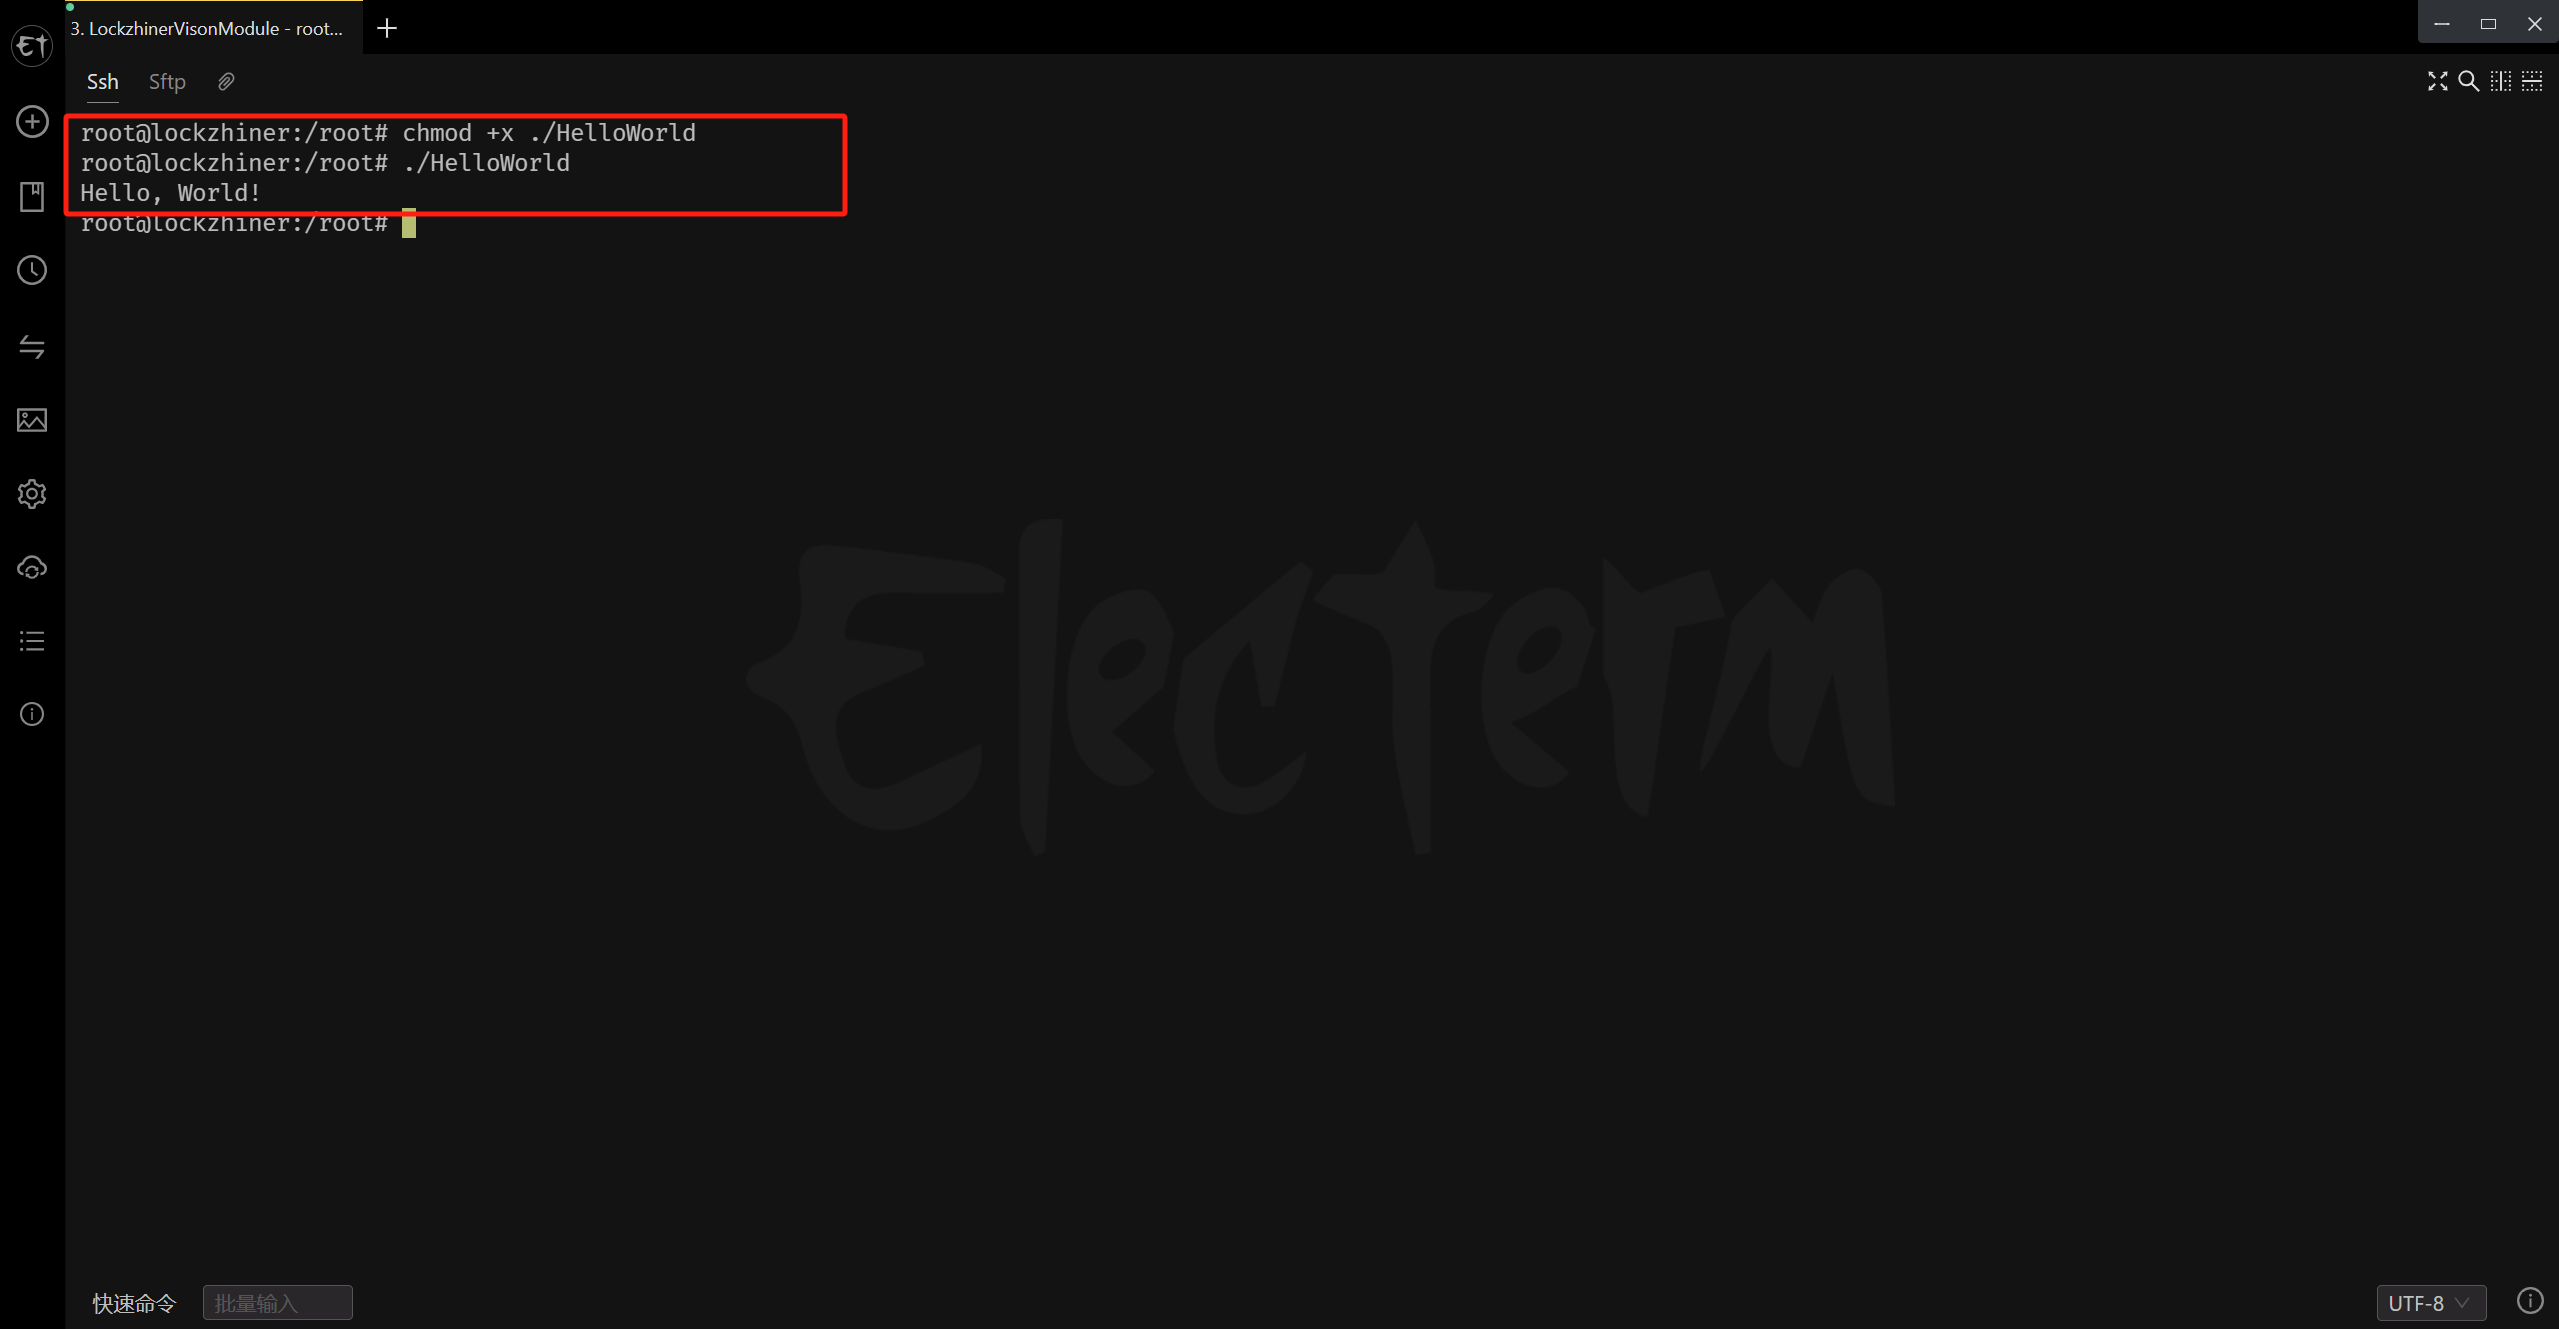 3. LockzhinerVisonModule - root...
Ssh Sftp
root@lockzhiner:/root# chmod +x ./HelloWorld
root@lockzhiner:/root# ./HelloWorld
Hello, World!
root@lockzhiner:/root#
Electerm
快速命令 批量输入 UTF-8